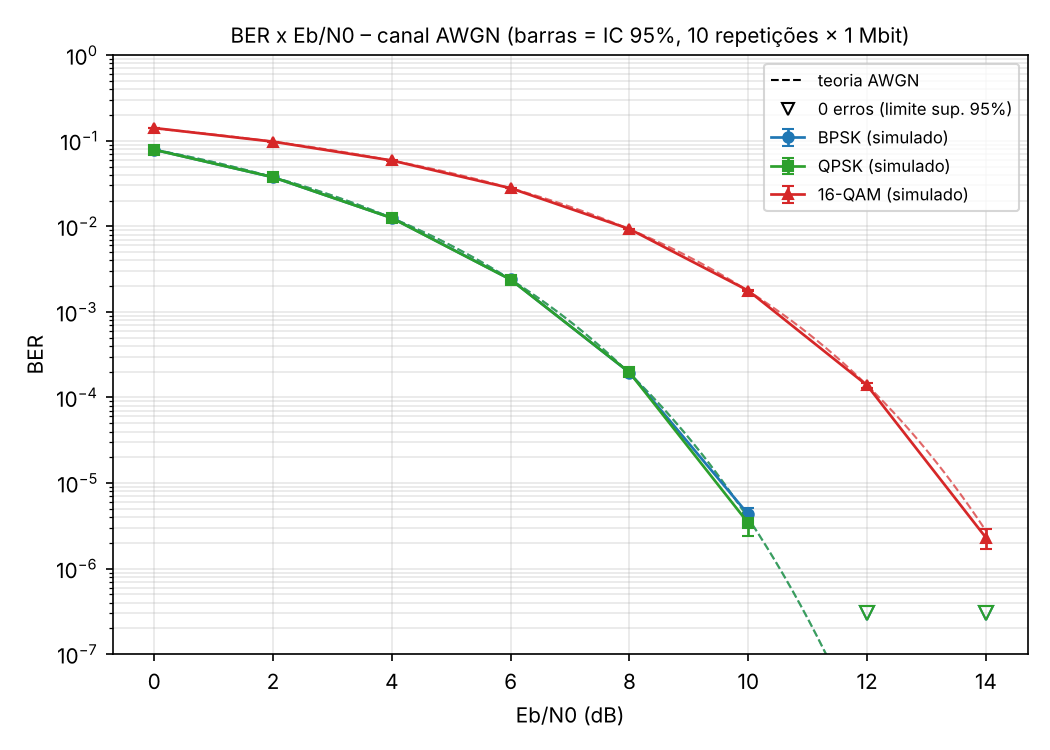 BER x Eb/N0 – canal AWGN (barras = IC 95%, 10 repetições × 1 Mbit)
teoria AWGN
0 erros (limite sup. 95%)
BPSK (simulado)
QPSK (simulado)
16-QAM (simulado)
BER
10⁰
10⁻¹
10⁻²
10⁻³
10⁻⁴
10⁻⁵
10⁻⁶
10⁻⁷
0 2 4 6 8 10 12 14
Eb/N0 (dB)